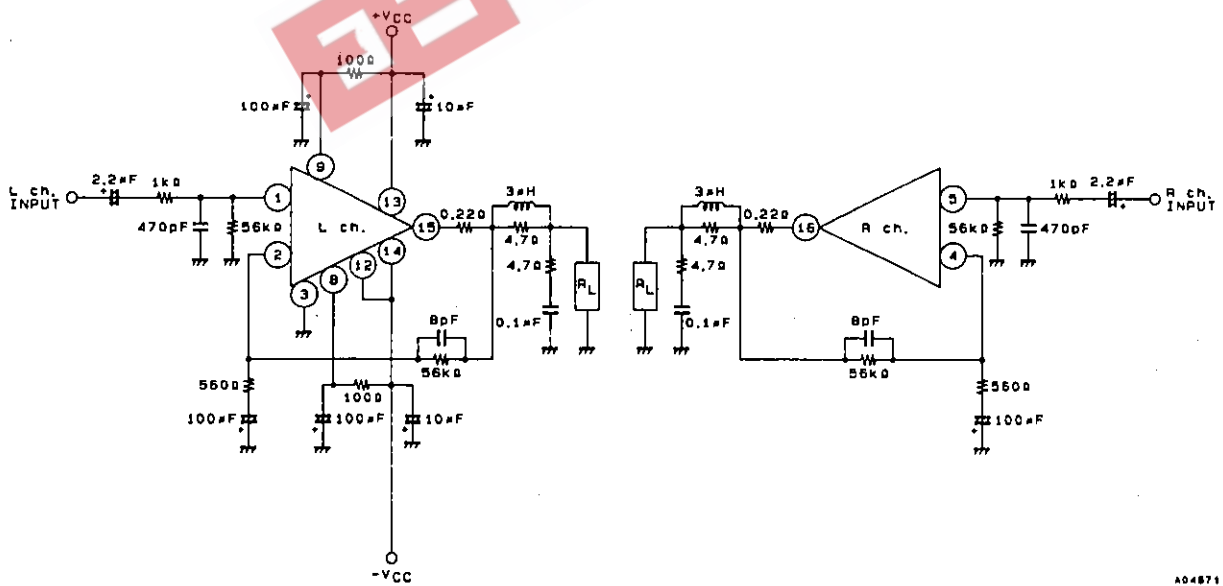 +VCC
100Ω
100µF
+
+
10µF
9
L ch.
INPUT
2.2µF
+
1kΩ
1
13
470pF
56kΩ
L ch.
15
0.22Ω
3µH
4.7Ω
4.7Ω
0.1µF
RL
2
14
12
8
3
8pF
56kΩ
560Ω
100µF
+
100µF
+
100Ω
+
10µF
-VCC
3µH
0.22Ω
16
R ch.
5
1kΩ
2.2µF
+
R ch.
INPUT
4.7Ω
4.7Ω
RL
0.1µF
56kΩ
470pF
4
8pF
56kΩ
560Ω
+
100µF
A04571